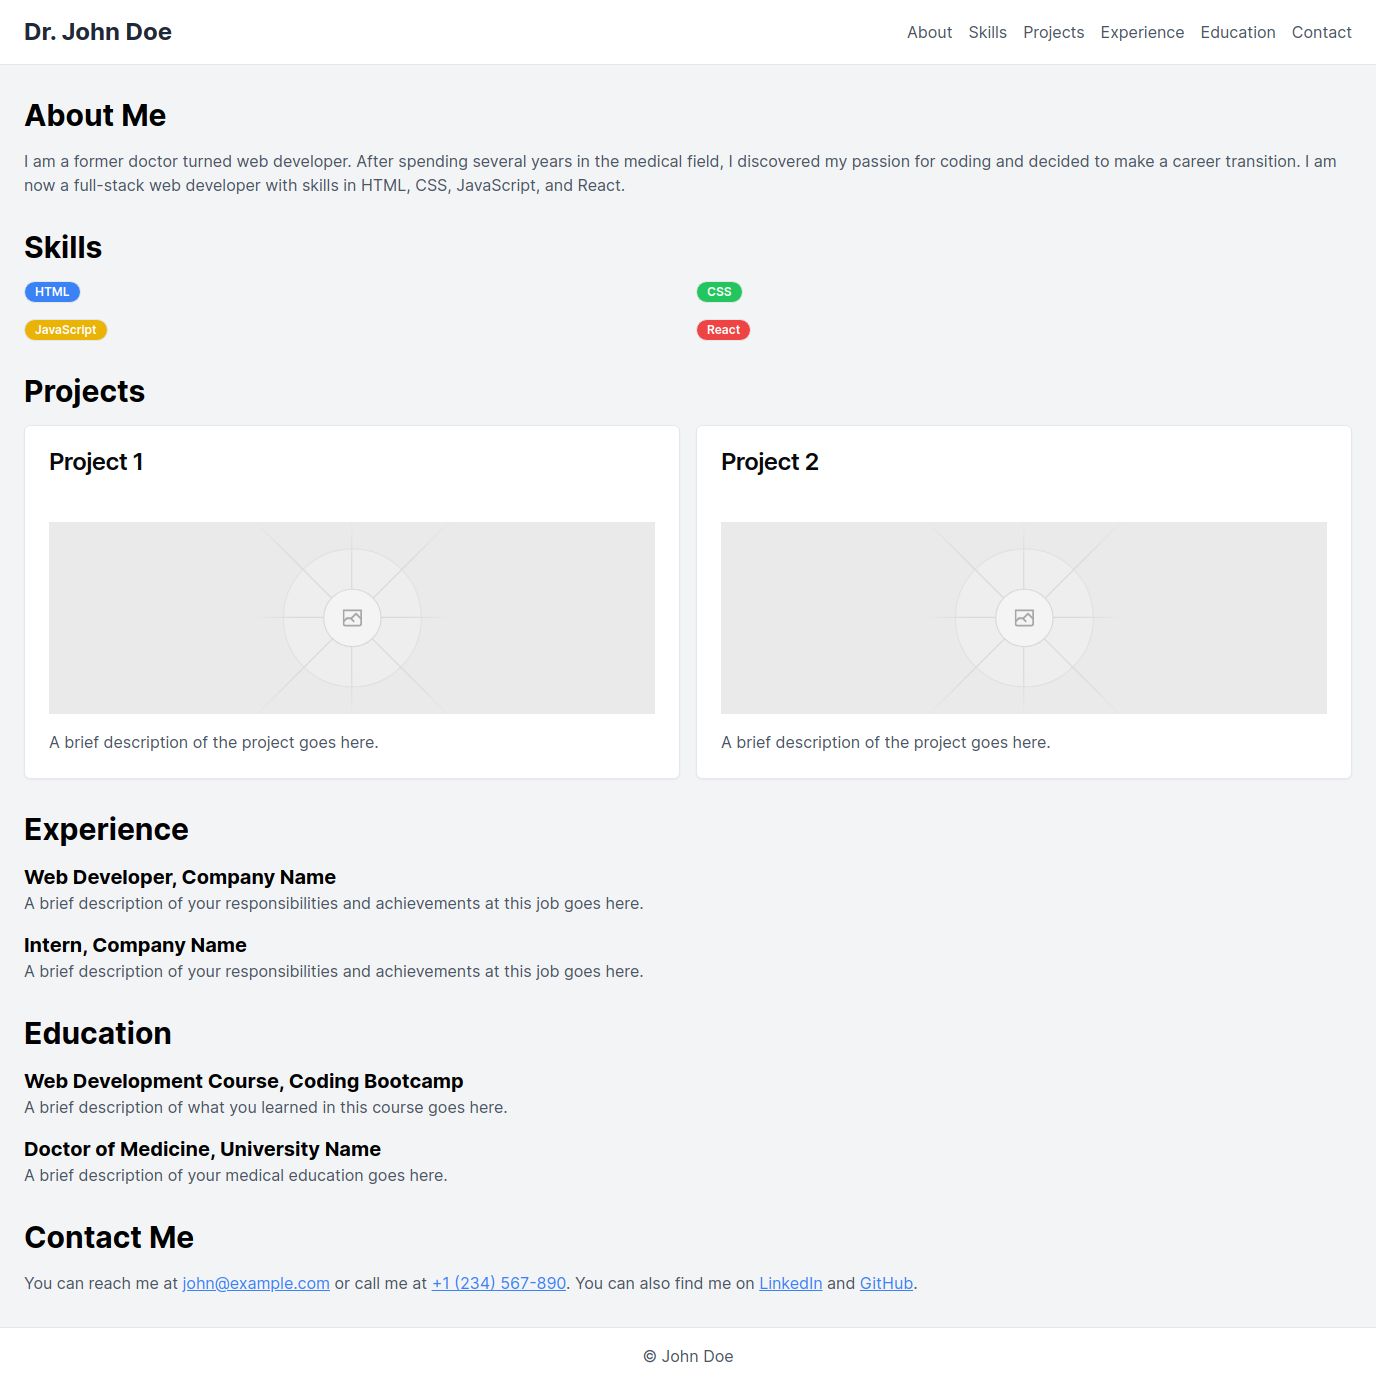 Dr. John Doe
About Skills Projects Experience Education Contact
About Me
I am a former doctor turned web developer. After spending several years in the medical field, I discovered my passion for coding and decided to make a career transition. I am
now a full-stack web developer with skills in HTML, CSS, JavaScript, and React.
Skills
HTML
CSS
JavaScript
React
Projects
Project 1
A brief description of the project goes here.
Project 2
A brief description of the project goes here.
Experience
Web Developer, Company Name
A brief description of your responsibilities and achievements at this job goes here.
Intern, Company Name
A brief description of your responsibilities and achievements at this job goes here.
Education
Web Development Course, Coding Bootcamp
A brief description of what you learned in this course goes here.
Doctor of Medicine, University Name
A brief description of your medical education goes here.
Contact Me
You can reach me at john@example.com or call me at +1 (234) 567-890. You can also find me on LinkedIn and GitHub.
© John Doe